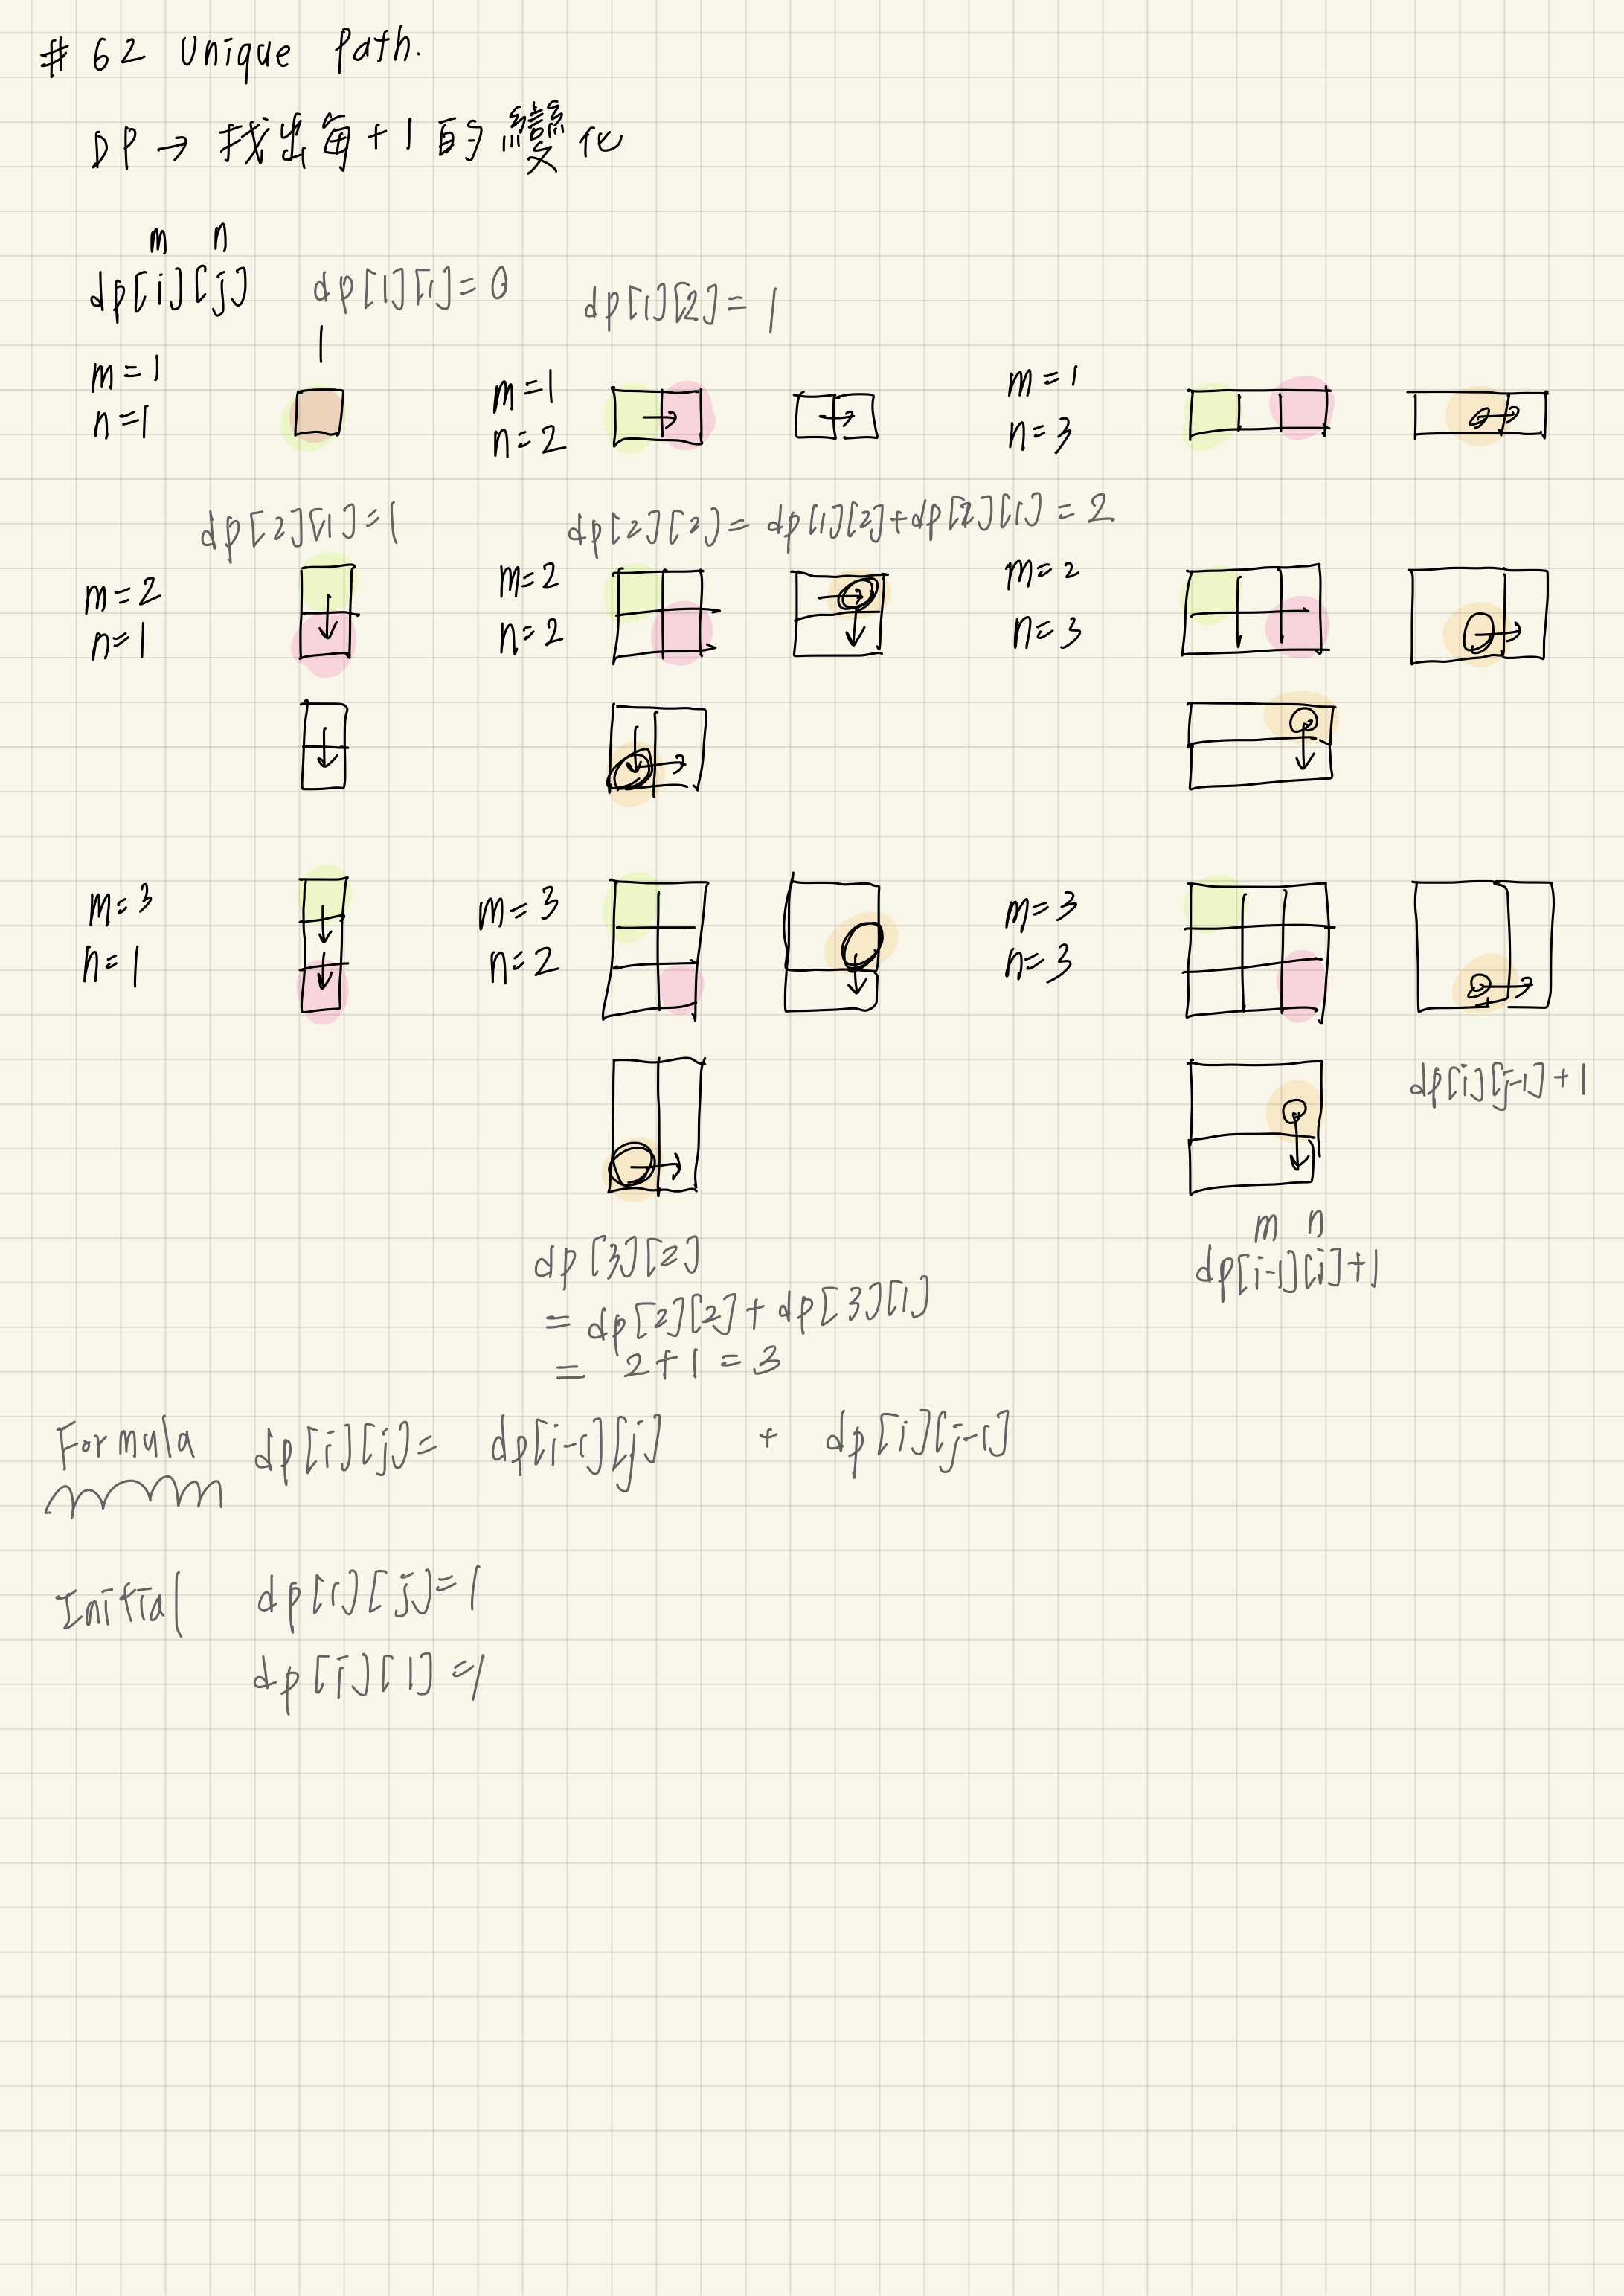 # 62 Unique Path.
DP → 找出每+1的變化
m n
dp[i][j]
dp[1][1]=0
dp[1][2]=1
1
m=1
n=1
m=1
n=2
m=1
n=3
dp[2][1]=1
dp[2][2]=dp[1][2]+dp[2][1]=2
m=2
n=1
m=2
n=2
m=2
n=3
m=3
n=1
m=3
n=2
m=3
n=3
dp[i][j-1]+1
m n
dp[i-1][j]+1
dp[3][2]
=dp[2][2]+dp[3][1]
= 2+1=3
Formula dp[i][j]= dp[i-1][j] + dp[i][j-1]
Initial dp[1][j]=1
dp[i][1]=1